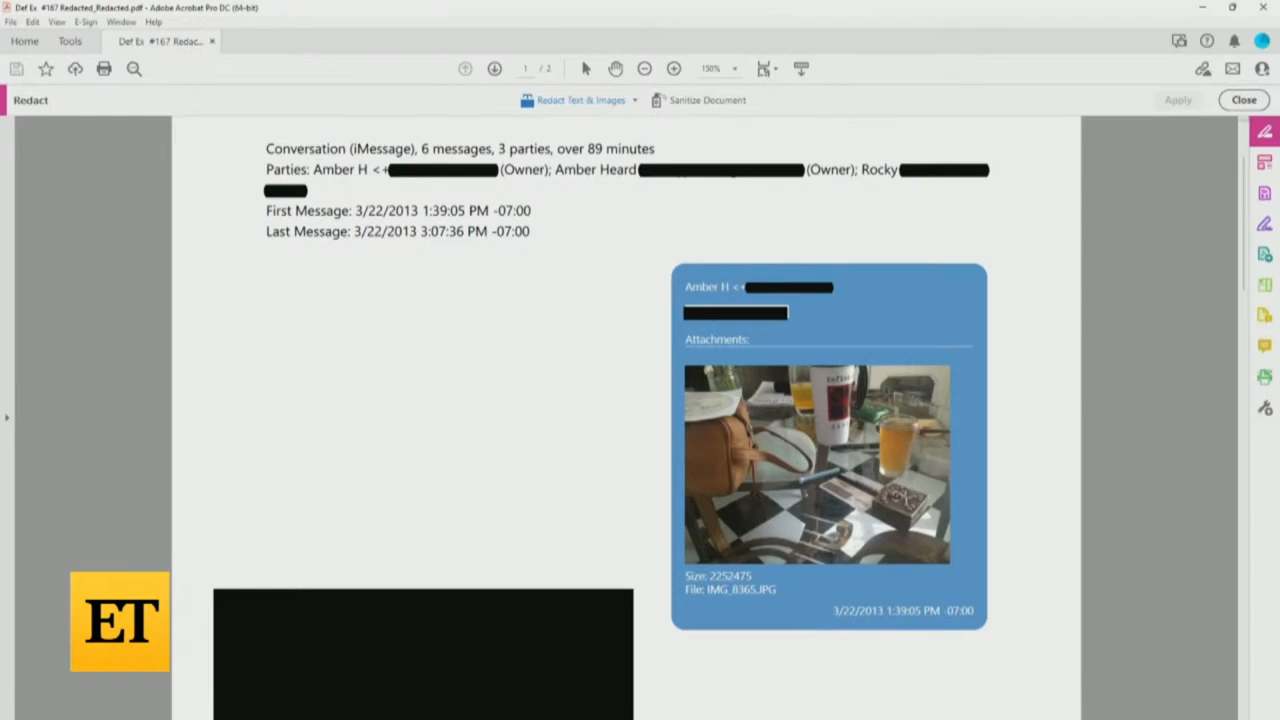 Def Ex #167 Redacted_Redacted.pdf - Adobe Acrobat Pro DC (64-bit)
File Edit View E-Sign Window Help
Home Tools Def Ex #167 Redac... ×
1 / 2 150%
Redact Redact Text & Images Sanitize Document Apply Close
Conversation (iMessage), 6 messages, 3 parties, over 89 minutes
Parties: Amber H <+ (Owner); Amber Heard (Owner); Rocky
First Message: 3/22/2013 1:39:05 PM -07:00
Last Message: 3/22/2013 3:07:36 PM -07:00
Amber H <+
Attachments:
Size: 2252475
File: IMG_8365.JPG
3/22/2013 1:39:05 PM -07:00
ET